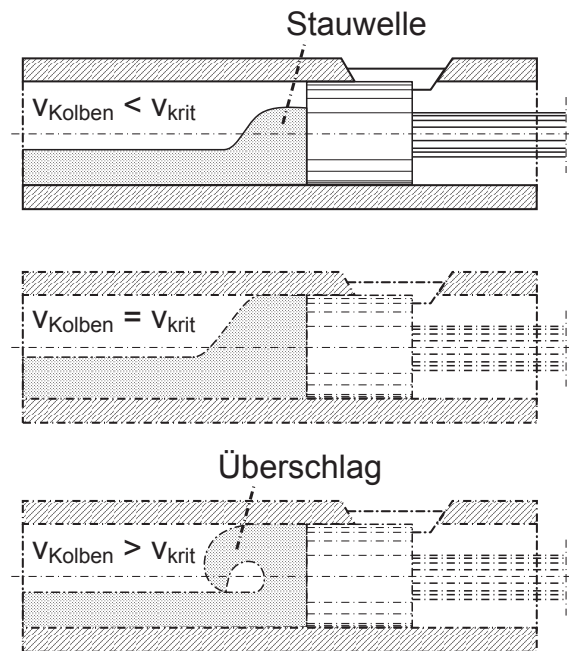 Stauwelle
vKolben < vkrit
vKolben = vkrit
Überschlag
vKolben > vkrit